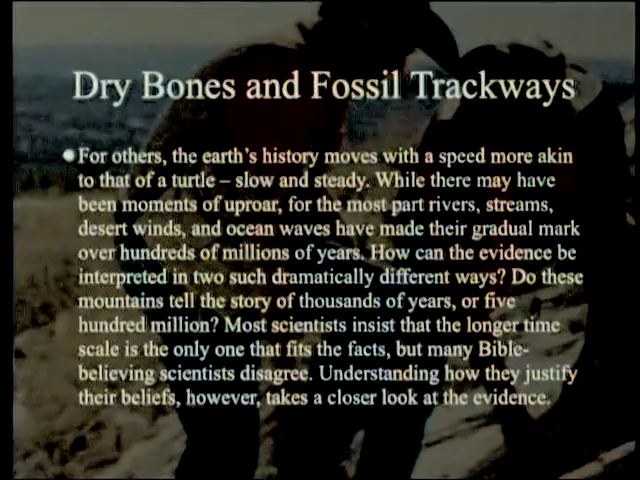 Dry Bones and Fossil Trackways
For others, the earth's history moves with a speed more akin
to that of a turtle – slow and steady. While there may have
been moments of uproar, for the most part rivers, streams,
desert winds, and ocean waves have made their gradual mark
over hundreds of millions of years. How can the evidence be
interpreted in two such dramatically different ways? Do these
mountains tell the story of thousands of years, or five
hundred million? Most scientists insist that the longer time
scale is the only one that fits the facts, but many Bible-
believing scientists disagree. Understanding how they justify
their beliefs, however, takes a closer look at the evidence.